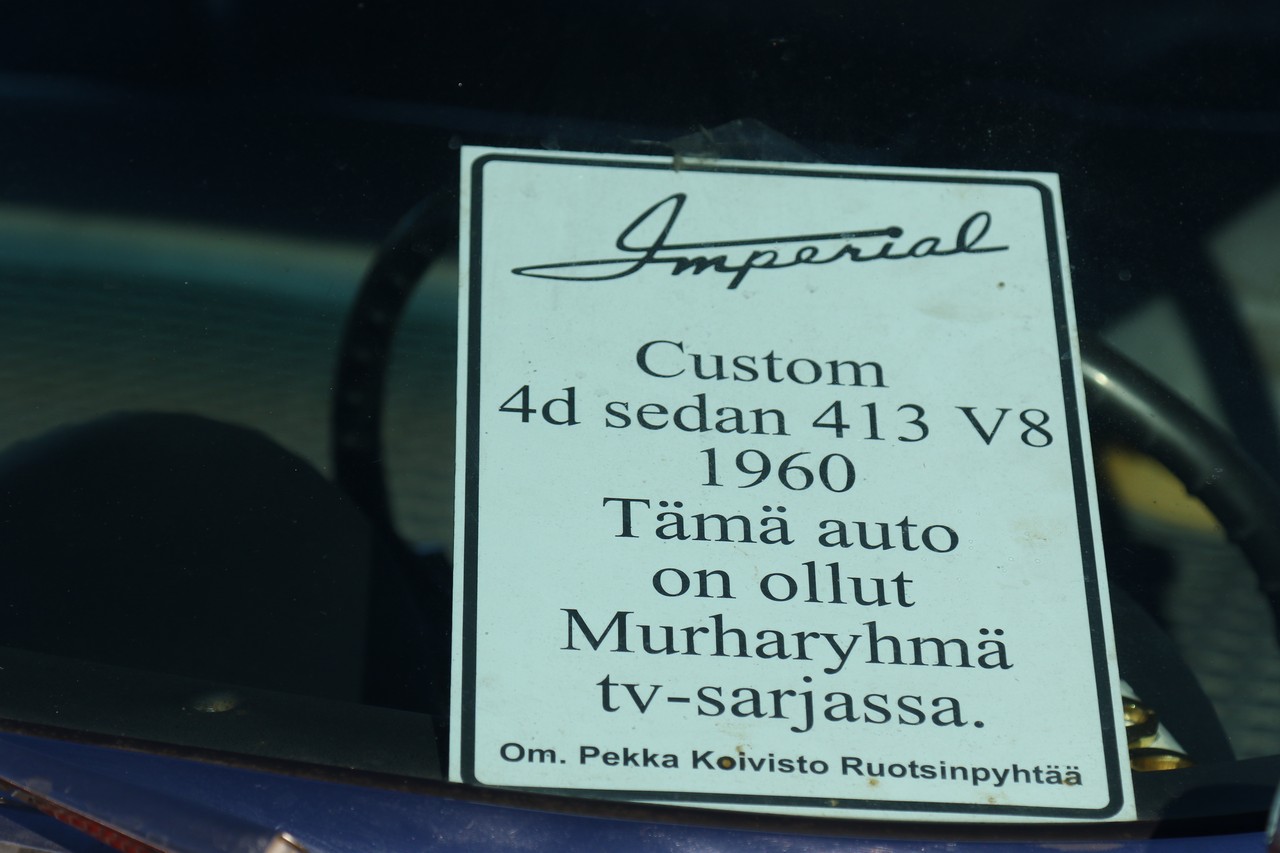 Imperial
Custom
4d sedan 413 V8
1960
Tämä auto
on ollut
Murharyhmä
tv-sarjassa.
Om. Pekka Koivisto Ruotsinpyhtää